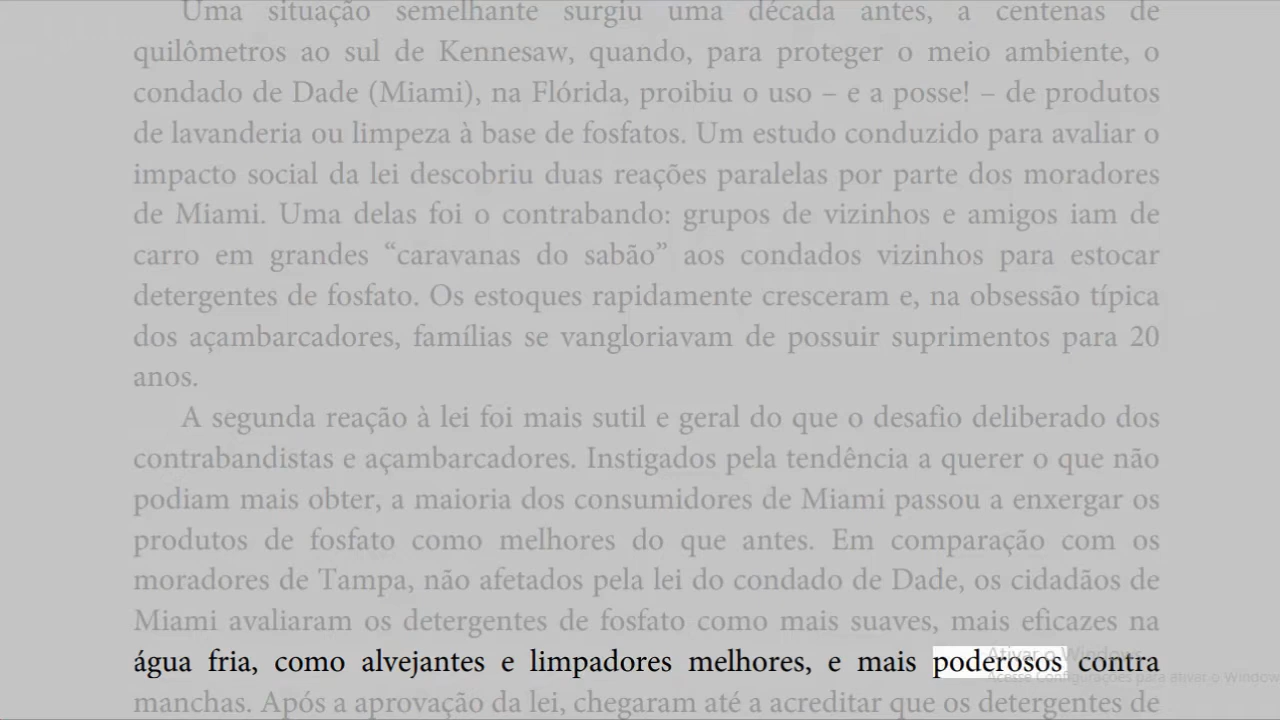 Uma situação semelhante surgiu uma década antes, a centenas de
quilômetros ao sul de Kennesaw, quando, para proteger o meio ambiente, o
condado de Dade (Miami), na Flórida, proibiu o uso – e a posse! – de produtos
de lavanderia ou limpeza à base de fosfatos. Um estudo conduzido para avaliar o
impacto social da lei descobriu duas reações paralelas por parte dos moradores
de Miami. Uma delas foi o contrabando: grupos de vizinhos e amigos iam de
carro em grandes “caravanas do sabão” aos condados vizinhos para estocar
detergentes de fosfato. Os estoques rapidamente cresceram e, na obsessão típica
dos açambarcadores, famílias se vangloriavam de possuir suprimentos para 20
anos.
A segunda reação à lei foi mais sutil e geral do que o desafio deliberado dos
contrabandistas e açambarcadores. Instigados pela tendência a querer o que não
podiam mais obter, a maioria dos consumidores de Miami passou a enxergar os
produtos de fosfato como melhores do que antes. Em comparação com os
moradores de Tampa, não afetados pela lei do condado de Dade, os cidadãos de
Miami avaliaram os detergentes de fosfato como mais suaves, mais eficazes na
água fria, como alvejantes e limpadores melhores, e mais poderosos contra
manchas. Após a aprovação da lei, chegaram até a acreditar que os detergentes de
Ativar o Windows
Acesse Configurações para ativar o Windows